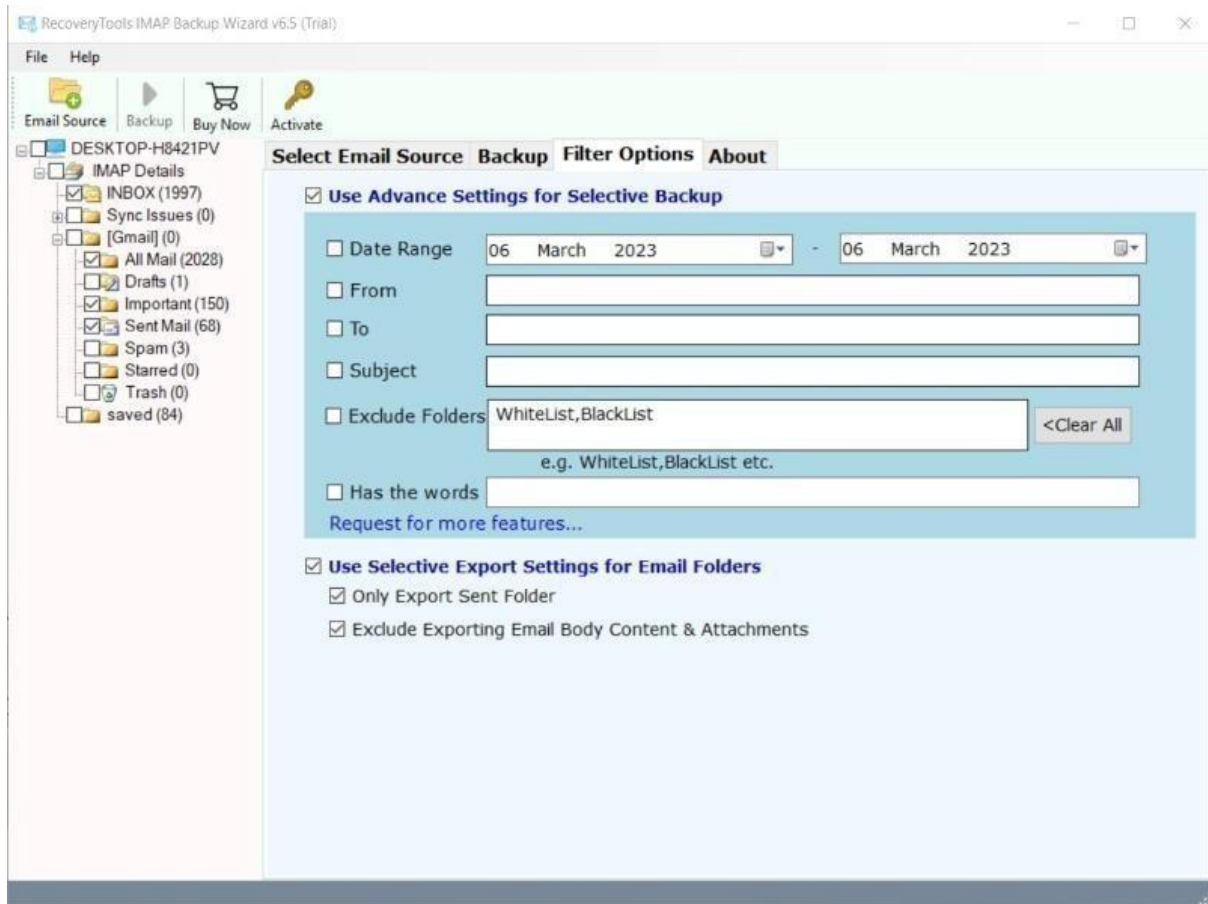 RecoveryTools IMAP Backup Wizard v6.5 (Trial)
File Help
Email Source Backup Buy Now Activate
DESKTOP-H8421PV
IMAP Details
INBOX (1997)
Sync Issues (0)
[Gmail] (0)
All Mail (2028)
Drafts (1)
Important (150)
Sent Mail (68)
Spam (3)
Starred (0)
Trash (0)
saved (84)
Select Email Source Backup Filter Options About
Use Advance Settings for Selective Backup
Date Range 06 March 2023 - 06 March 2023
From
To
Subject
Exclude Folders WhiteList,BlackList <Clear All
e.g. WhiteList,BlackList etc.
Has the words
Request for more features...
Use Selective Export Settings for Email Folders
Only Export Sent Folder
Exclude Exporting Email Body Content & Attachments